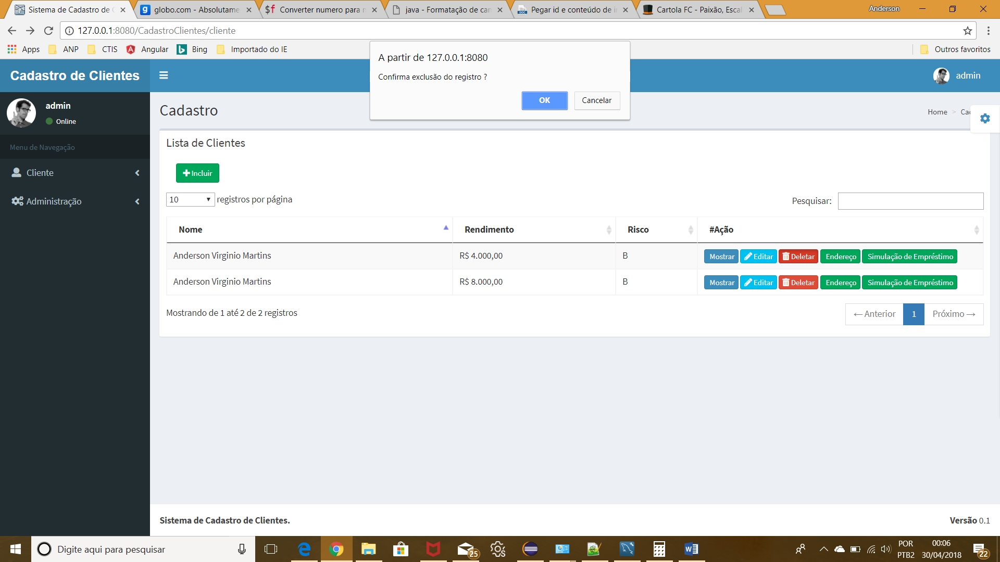 Sistema de Cadastro de C
globo.com - Absolutame
Converter numero para n
java - Formatação de can
Pegar id e conteúdo de i
Cartola FC - Paixão, Escal
Anderson
127.0.0.1:8080/CadastroClientes/cliente
Apps ANP CTIS Angular Bing Importado do IE Outros favoritos
A partir de 127.0.0.1:8080
Confirma exclusão do registro ?
OK Cancelar
Cadastro de Clientes
admin
admin
Online
Menu de Navegação
Cliente
Administração
Cadastro
Home > Cad
Lista de Clientes
Incluir
10 registros por página
Pesquisar:
Nome Rendimento Risco #Ação
Anderson Virginio Martins R$ 4.000,00 B Mostrar Editar Deletar Endereço Simulação de Empréstimo
Anderson Virginio Martins R$ 8.000,00 B Mostrar Editar Deletar Endereço Simulação de Empréstimo
Mostrando de 1 até 2 de 2 registros
← Anterior 1 Próximo →
Sistema de Cadastro de Clientes.
Versão 0.1
Digite aqui para pesquisar
25
POR
PTB2
00:06
30/04/2018
22